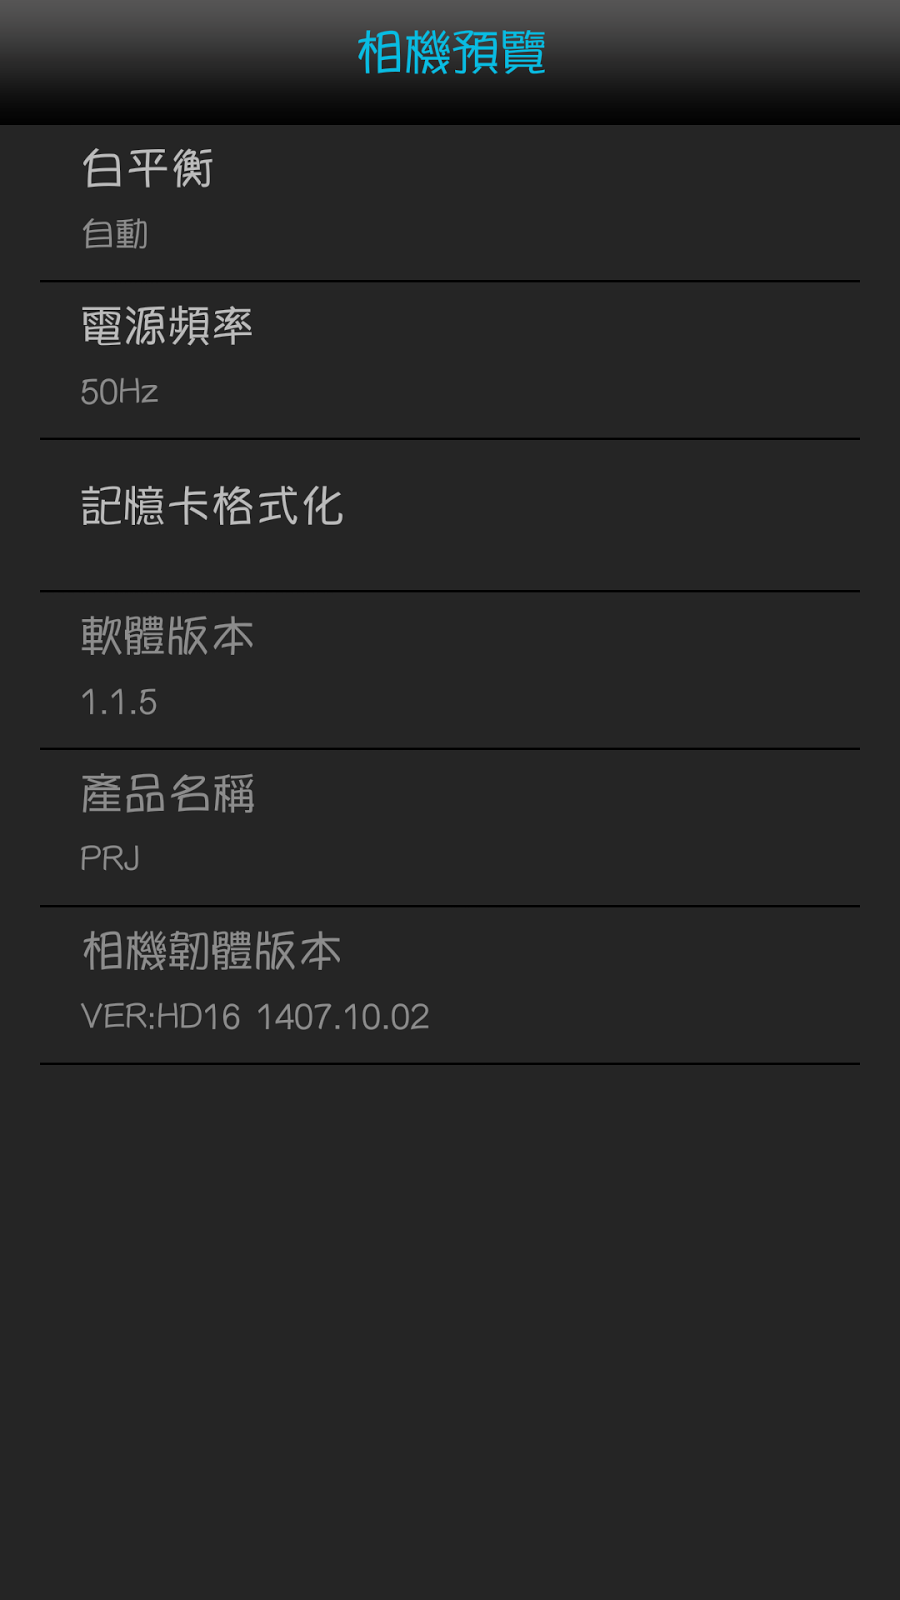 相機預覽
白平衡
自動
電源頻率
50Hz
記憶卡格式化
軟體版本
1.1.5
產品名稱
PRJ
相機韌體版本
VER:HD16 1407.10.02